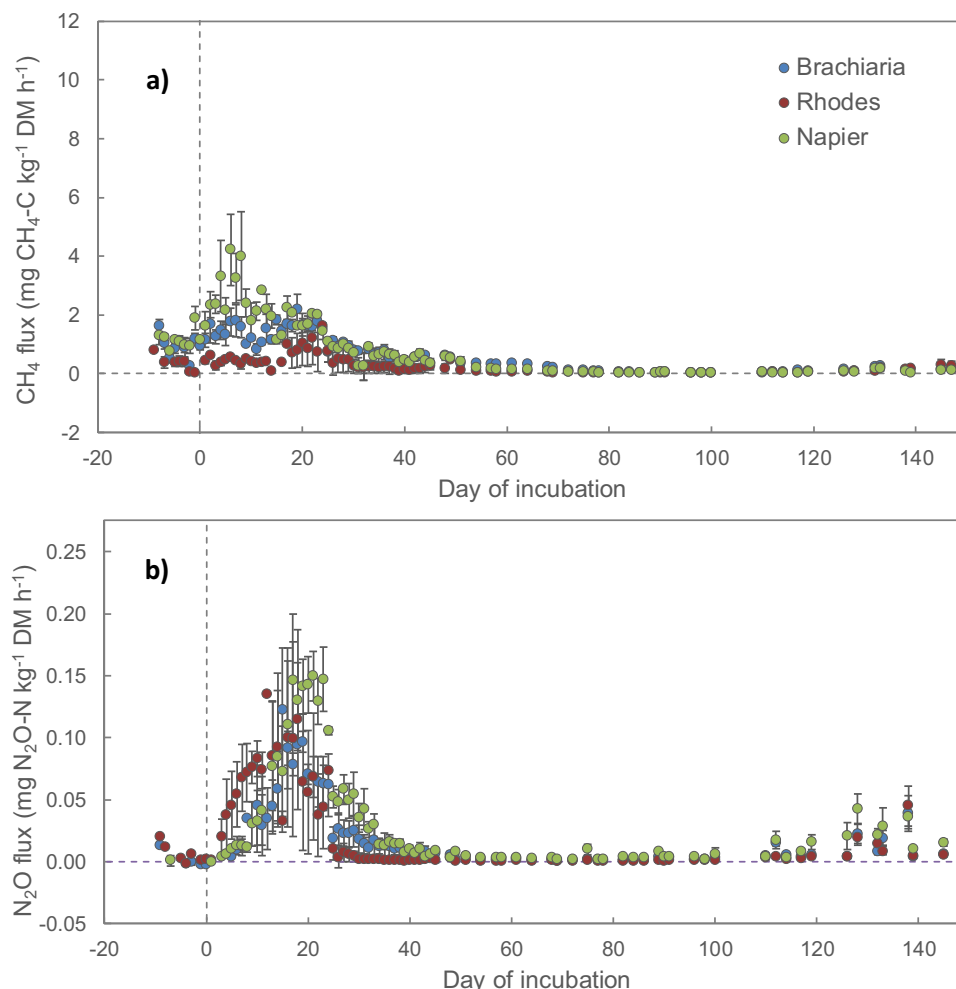 12
10
8
6
4
2
0
-2
CH₄ flux (mg CH₄-C kg⁻¹ DM h⁻¹)
a)
Brachiaria
Rhodes
Napier
-20 0 20 40 60 80 100 120 140
Day of incubation
0.25
0.20
0.15
0.10
0.05
0.00
-0.05
N₂O flux (mg N₂O-N kg⁻¹ DM h⁻¹)
b)
-20 0 20 40 60 80 100 120 140
Day of incubation